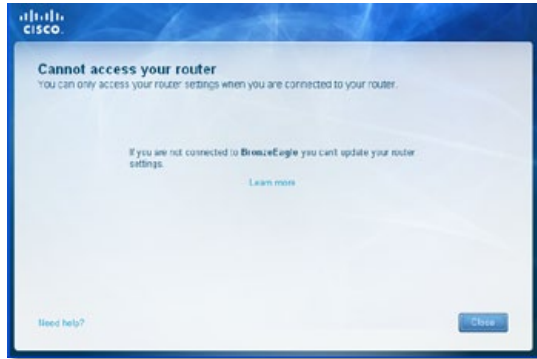 CISCO.
Cannot access your router
You can only access your router settings when you are connected to your router.
If you are not connected to BronzeEagle you can't update your router
settings.
Learn more
Need help?
Close